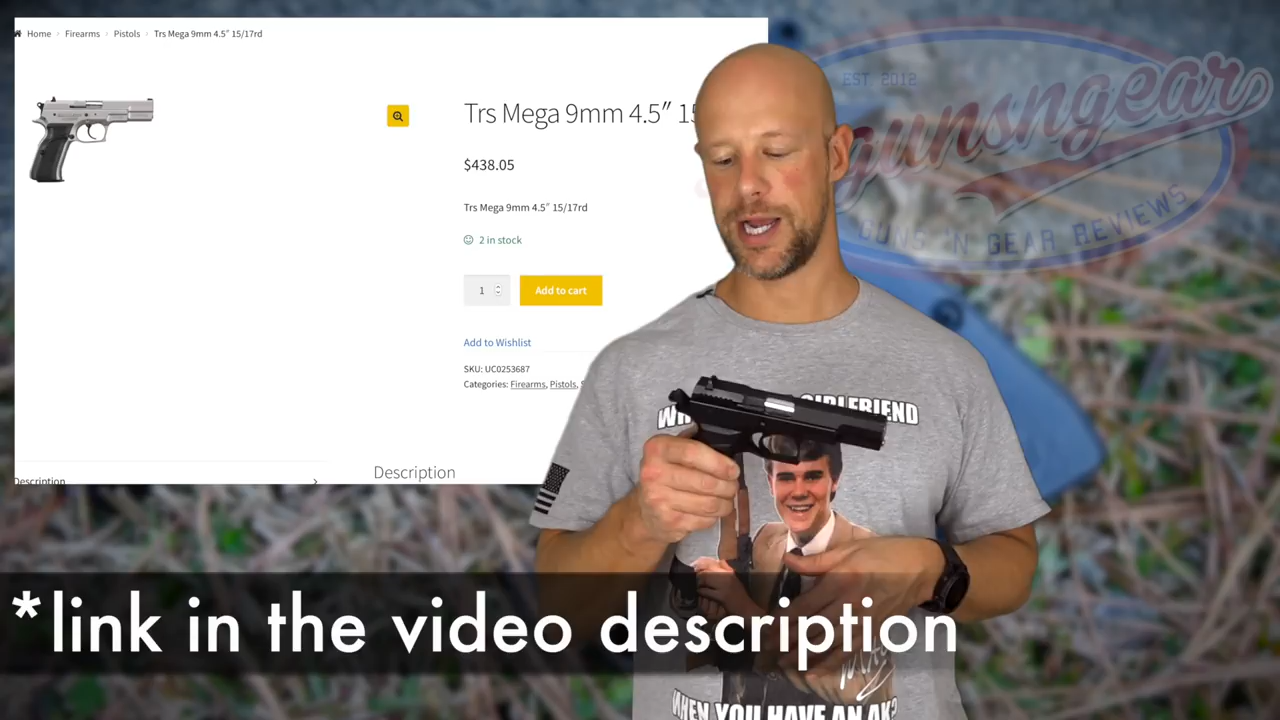 Home > Firearms > Pistols > Trs Mega 9mm 4.5″ 15/17rd
Trs Mega 9mm 4.5″ 15
$438.05
Trs Mega 9mm 4.5″ 15/17rd
2 in stock
1
Add to cart
Add to Wishlist
SKU: UC0253687
Categories: Firearms, Pistols,
Description
Description
EST. 2012
gunsngear
GUNS 'N GEAR REVIEWS
GIRLFRIEND
WHEN YOU HAVE AN AK?
*link in the video description